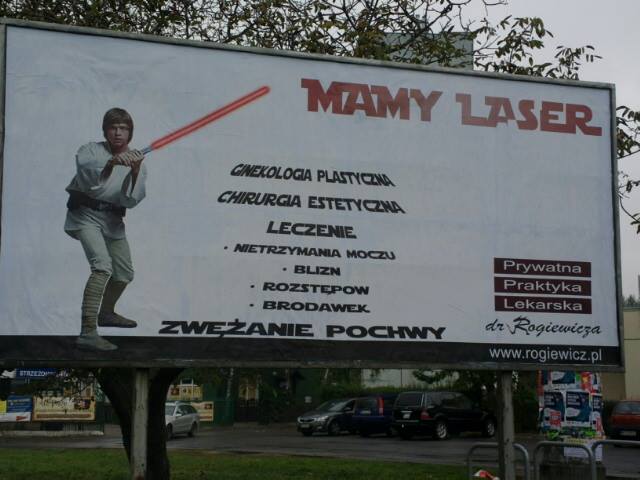 MAMY LASER
GINEKOLOGIA PLASTYCZNA
CHIRURGIA ESTETYCZNA
LECZENIE
• NIETRZYMANIA MOCZU
• BLIZN
• ROZSTĘPÓW
• BRODAWEK
ZWĘŻANIE POCHWY
Prywatna
Praktyka
Lekarska
dr Rogiewicza
www.rogiewicz.pl